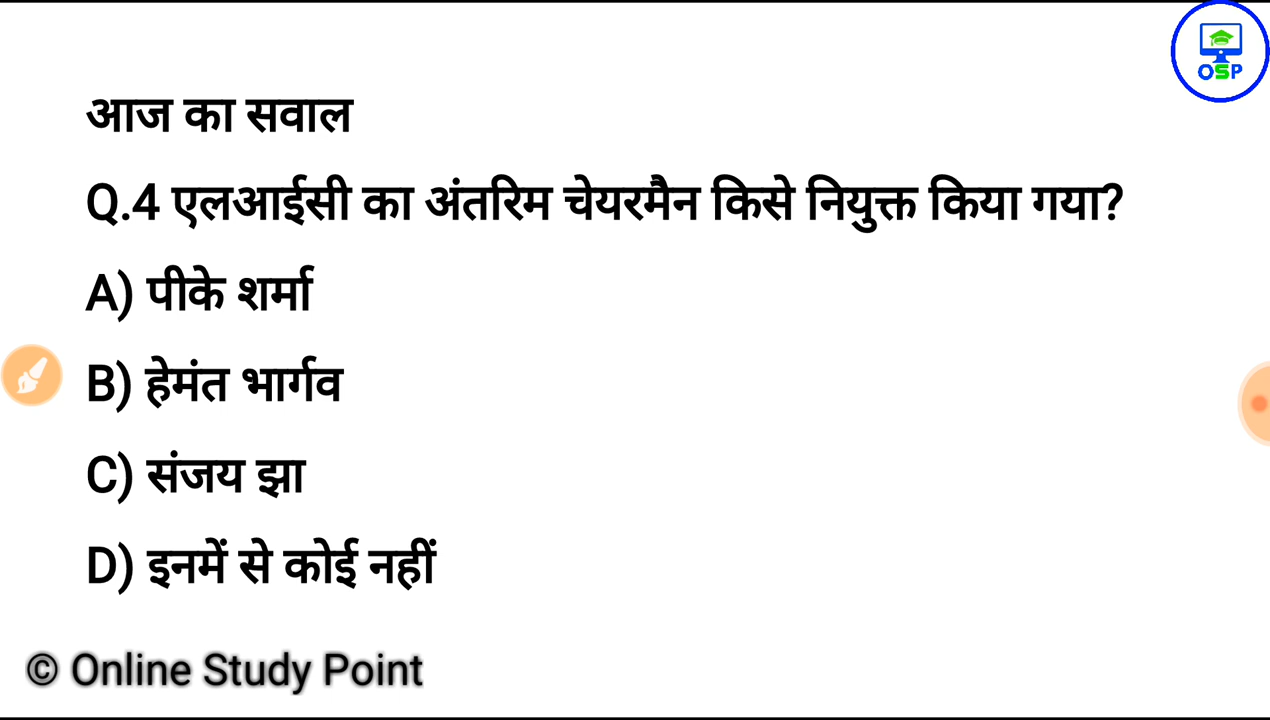 OSP
आज का सवाल
Q.4 एलआईसी का अंतरिम चेयरमैन किसे नियुक्त किया गया?
A) पीके शर्मा
B) हेमंत भार्गव
C) संजय झा
D) इनमें से कोई नहीं
© Online Study Point